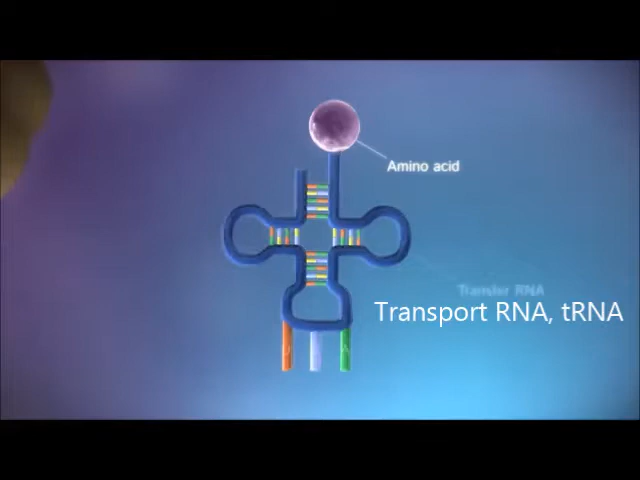 Amino acid
Transfer RNA
Transport RNA, tRNA